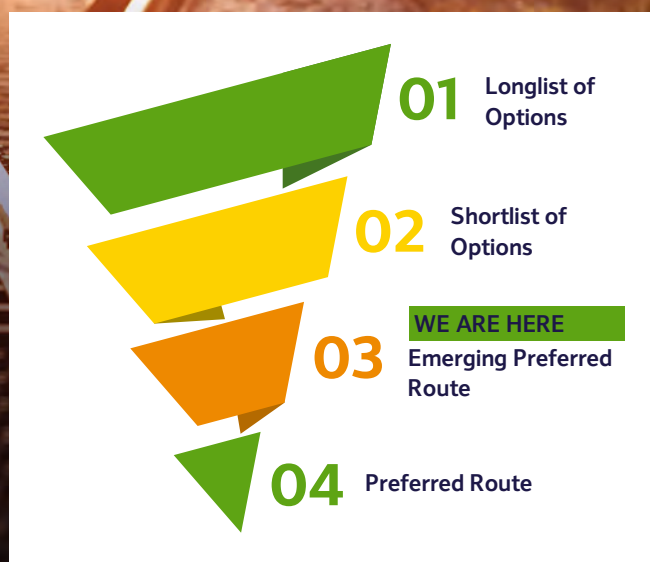 01
Longlist of
Options
02
Shortlist of
Options
WE ARE HERE
03
Emerging Preferred
Route
04
Preferred Route